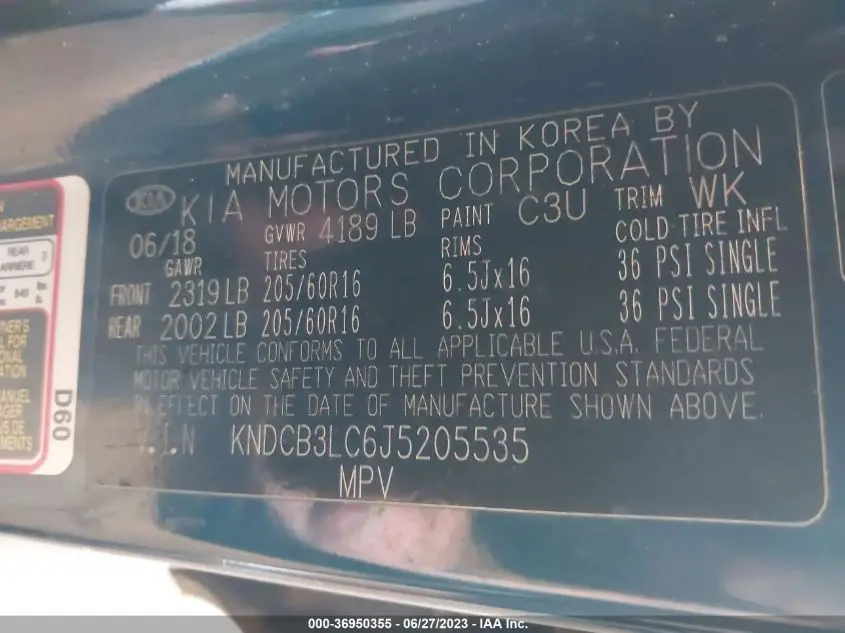 MANUFACTURED IN KOREA BY
KIA KIA MOTORS CORPORATION
06/18 GVWR 4189 LB PAINT C3U TRIM WK
GAWR TIRES RIMS COLD TIRE INFL
FRONT 2319 LB 205/60R16 6.5Jx16 36 PSI SINGLE
REAR 2002 LB 205/60R16 6.5Jx16 36 PSI SINGLE
THIS VEHICLE CONFORMS TO ALL APPLICABLE U.S.A. FEDERAL
MOTOR VEHICLE SAFETY AND THEFT PREVENTION STANDARDS
IN EFFECT ON THE DATE OF MANUFACTURE SHOWN ABOVE.
V.I.N KNDCB3LC6J5205535
MPV
REAR
D60
000-36950355 - 06/27/2023 - IAA Inc.